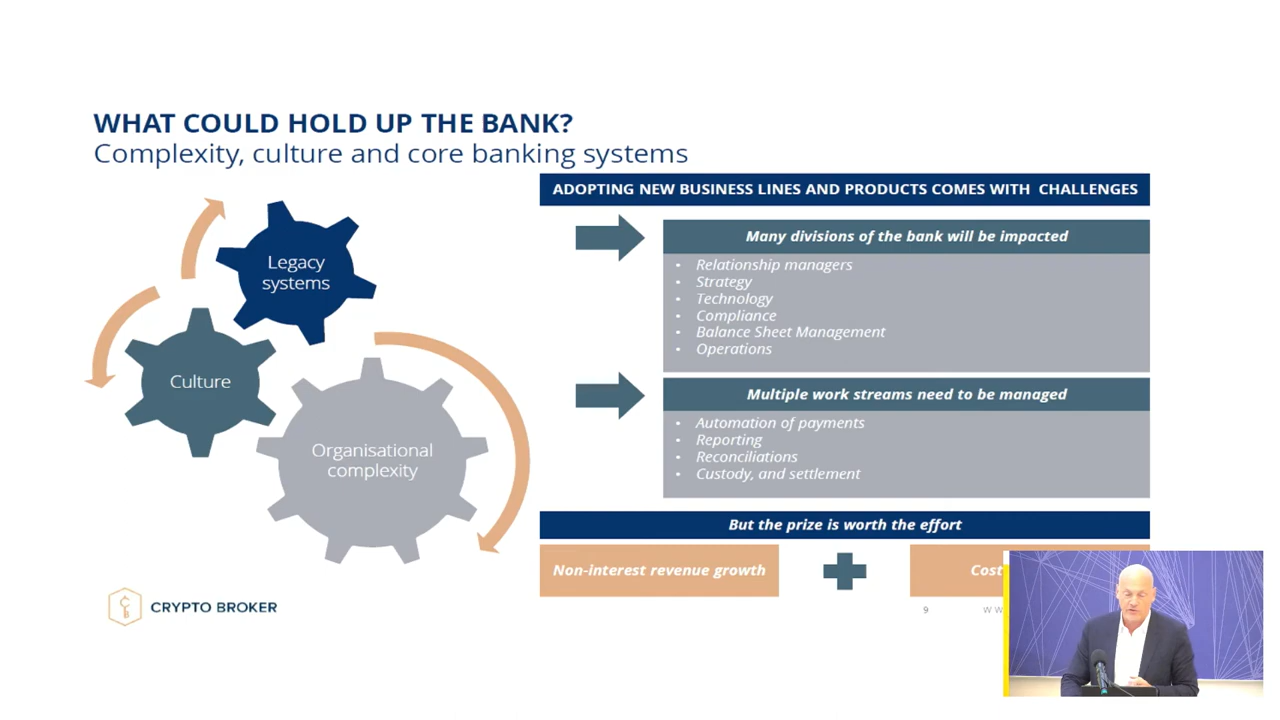 WHAT COULD HOLD UP THE BANK?
Complexity, culture and core banking systems
Legacy
systems
Culture
Organisational
complexity
ADOPTING NEW BUSINESS LINES AND PRODUCTS COMES WITH CHALLENGES
Many divisions of the bank will be impacted
• Relationship managers
• Strategy
• Technology
• Compliance
• Balance Sheet Management
• Operations
Multiple work streams need to be managed
• Automation of payments
• Reporting
• Reconciliations
• Custody, and settlement
But the prize is worth the effort
Non-interest revenue growth
Cost
CRYPTO BROKER
9